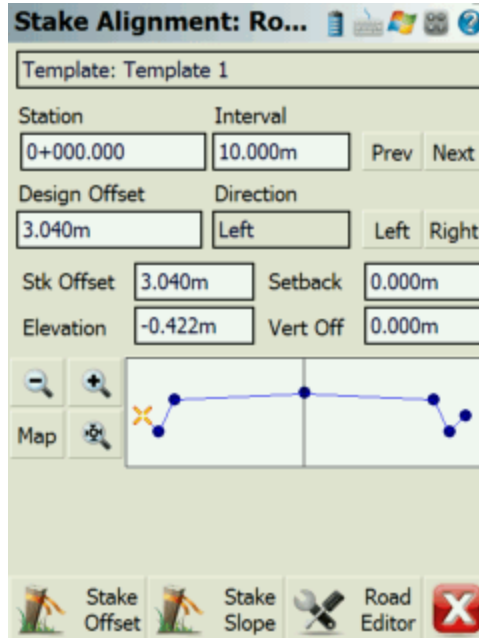 Stake Alignment: Ro...
Template: Template 1
Station Interval
0+000.000 10.000m Prev Next
Design Offset Direction
3.040m Left Left Right
Stk Offset 3.040m Setback 0.000m
Elevation -0.422m Vert Off 0.000m
Map
Stake Offset Stake Slope Road Editor